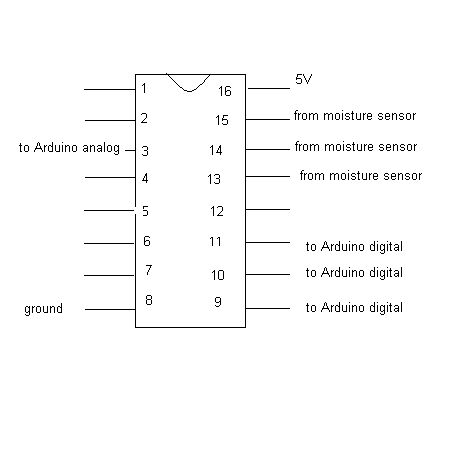 1 16 5V
2 15 from moisture sensor
to Arduino analog 3 14 from moisture sensor
4 13 from moisture sensor
5 12
6 11 to Arduino digital
7 10 to Arduino digital
ground 8 9 to Arduino digital